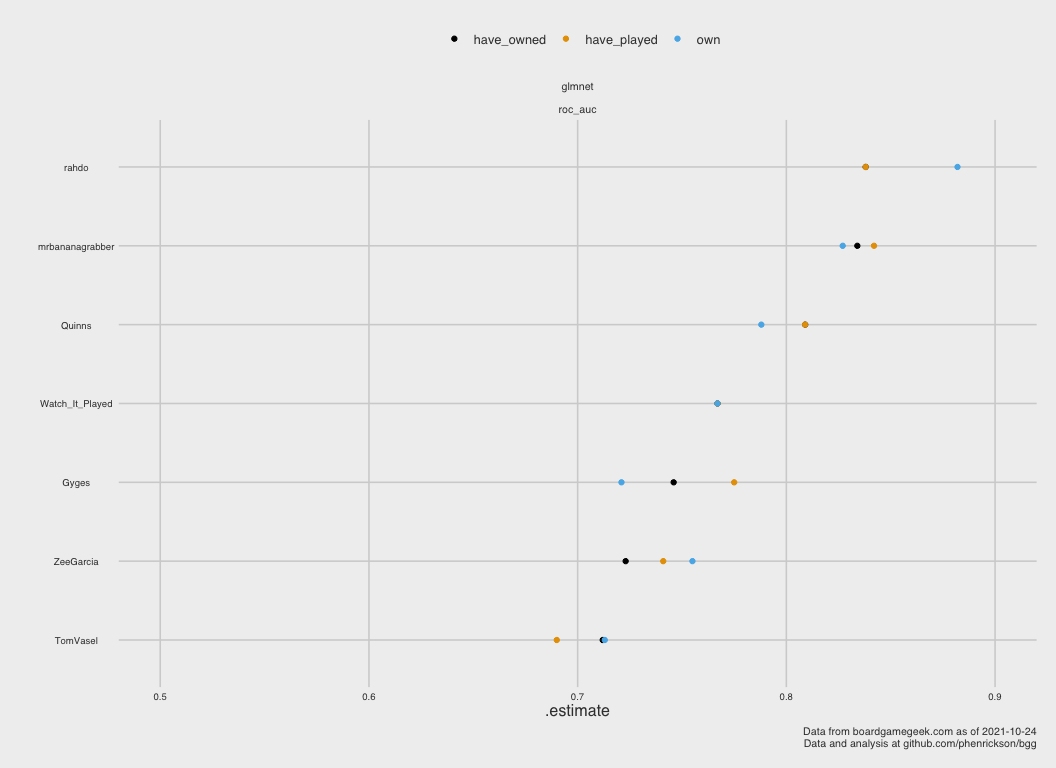 have_owned have_played own
glmnet
roc_auc
rahdo
mrbananagrabber
Quinns
Watch_It_Played
Gyges
ZeeGarcia
TomVasel
0.5 0.6 0.7 0.8 0.9
.estimate
Data from boardgamegeek.com as of 2021-10-24
Data and analysis at github.com/phenrickson/bgg